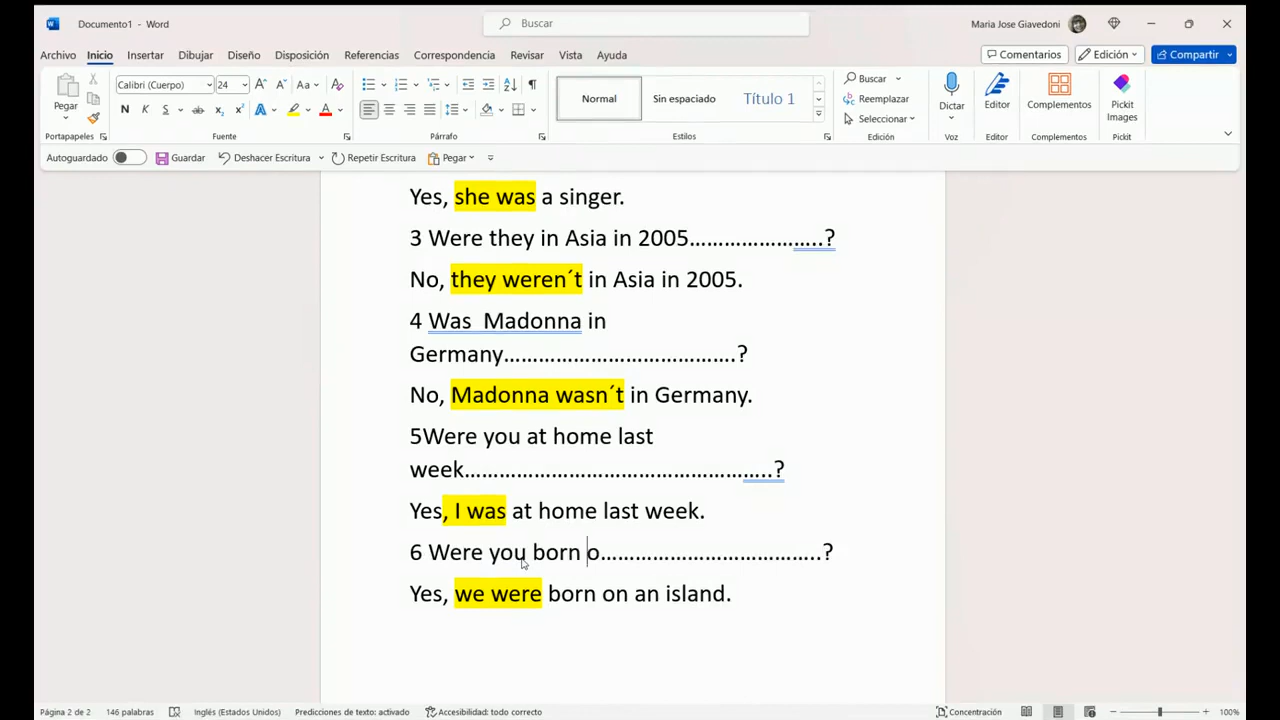 Documento1 - Word
Buscar
Maria Jose Giavedoni
Archivo Inicio Insertar Dibujar Diseño Disposición Referencias Correspondencia Revisar Vista Ayuda
Comentarios Edición Compartir
Pegar
Calibri (Cuerpo) 24
N K S
Normal Sin espaciado Título 1
Buscar
Reemplazar
Seleccionar
Dictar Editor Complementos Pickit Images
Portapapeles Fuente Párrafo Estilos Edición Voz Editor Complementos Pickit
Autoguardado Guardar Deshacer Escritura Repetir Escritura Pegar
Yes, she was a singer.
3 Were they in Asia in 2005……………………..?
No, they weren´t in Asia in 2005.
4 Was  Madonna in
Germany………………………………….?
No, Madonna wasn´t in Germany.
5Were you at home last
week……………………………………………..?
Yes, I was at home last week.
6 Were you born o………………………………..?
Yes, we were born on an island.
Página 2 de 2 146 palabras Inglés (Estados Unidos) Predicciones de texto: activado Accesibilidad: todo correcto Concentración 100%